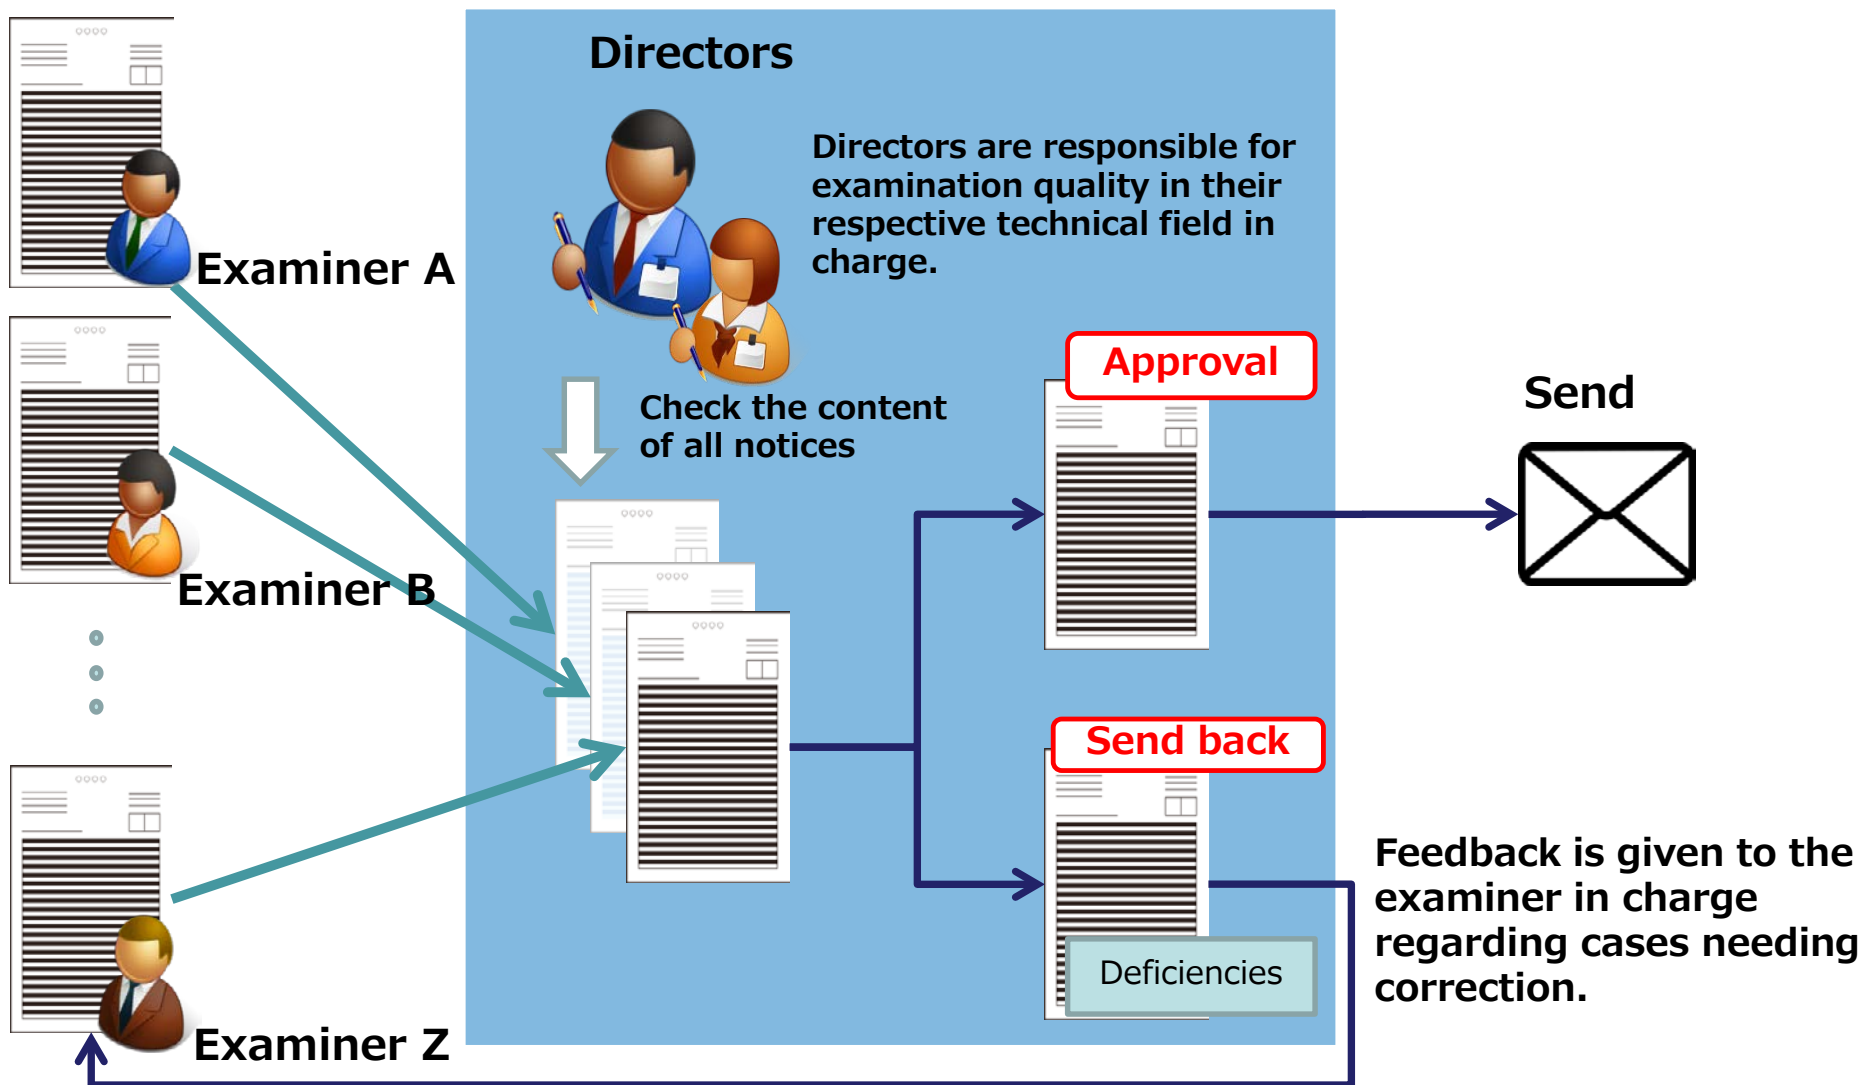 Directors
Directors are responsible for
examination quality in their
respective technical field in
charge.
Examiner A
Approval
Send
Check the content
of all notices
Examiner B
Send back
Feedback is given to the
examiner in charge
regarding cases needing
correction.
Deficiencies
Examiner Z